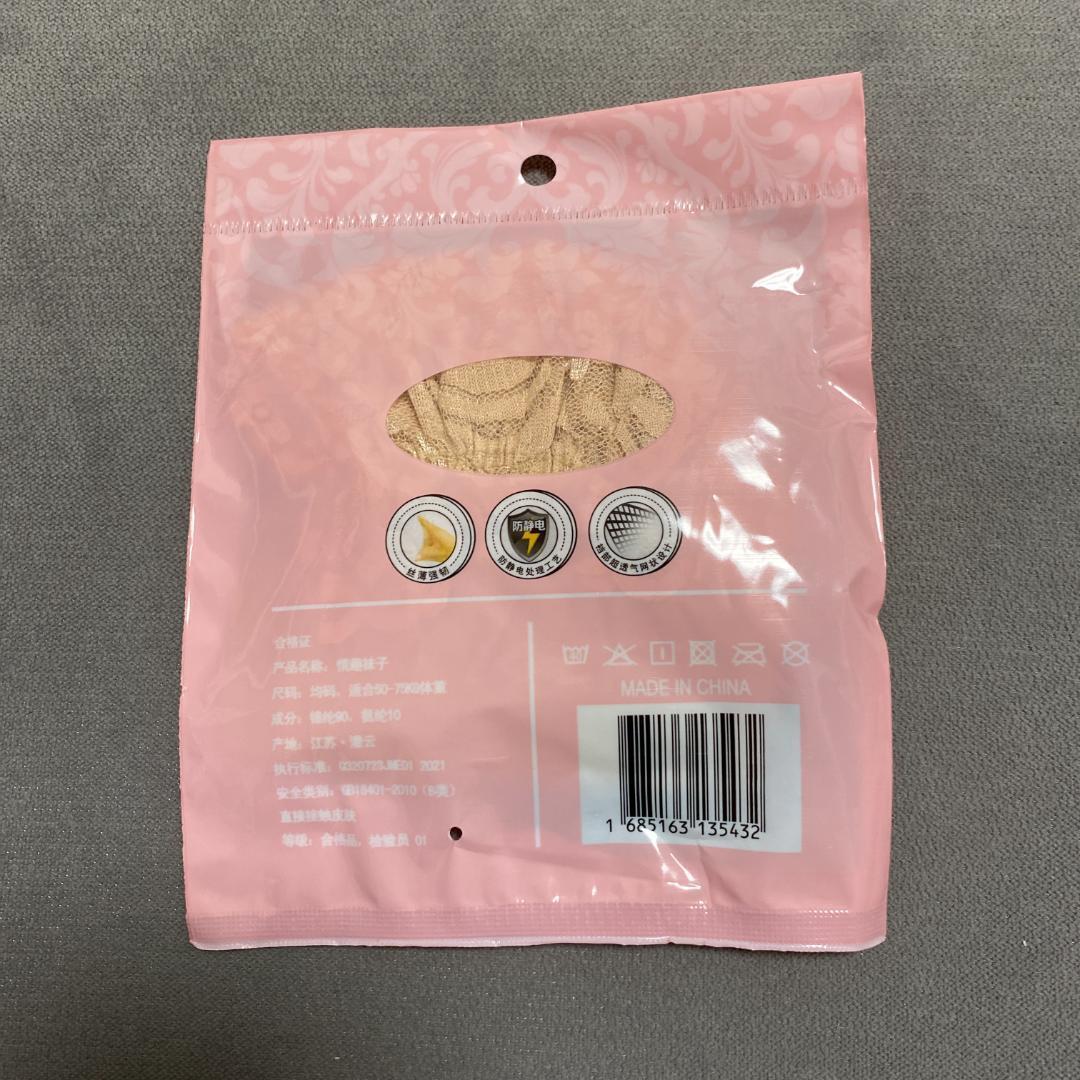 丝薄强韧
防静电
防静电处理工艺
裆部超透气网状设计
合格证
产品名称：情趣袜子
尺码：均码，适合50-75KG体重
成分：锦纶90，氨纶10
产地：江苏·灌云
执行标准：Q320723JME01 2021
安全类别：GB18401-2010（B类）
直接接触皮肤
等级：合格品，检验员 01
MADE IN CHINA
1 685163 135432